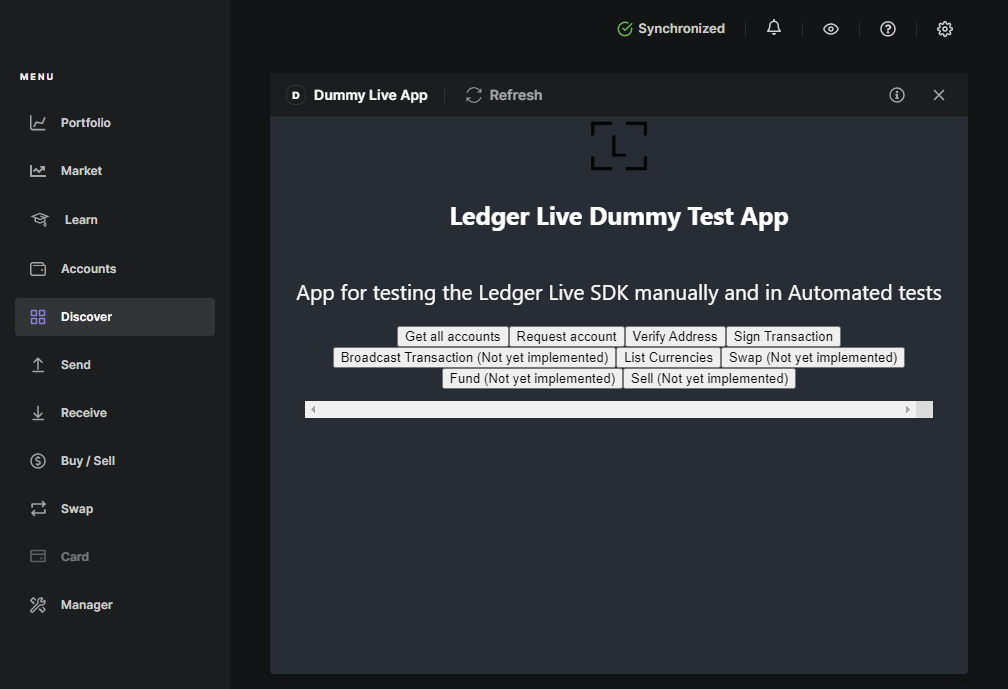 Synchronized
MENU
Portfolio
Market
Learn
Accounts
Discover
Send
Receive
Buy / Sell
Swap
Card
Manager
D Dummy Live App Refresh
L
Ledger Live Dummy Test App
App for testing the Ledger Live SDK manually and in Automated tests
Get all accounts Request account Verify Address Sign Transaction
Broadcast Transaction (Not yet implemented) List Currencies Swap (Not yet implemented)
Fund (Not yet implemented) Sell (Not yet implemented)